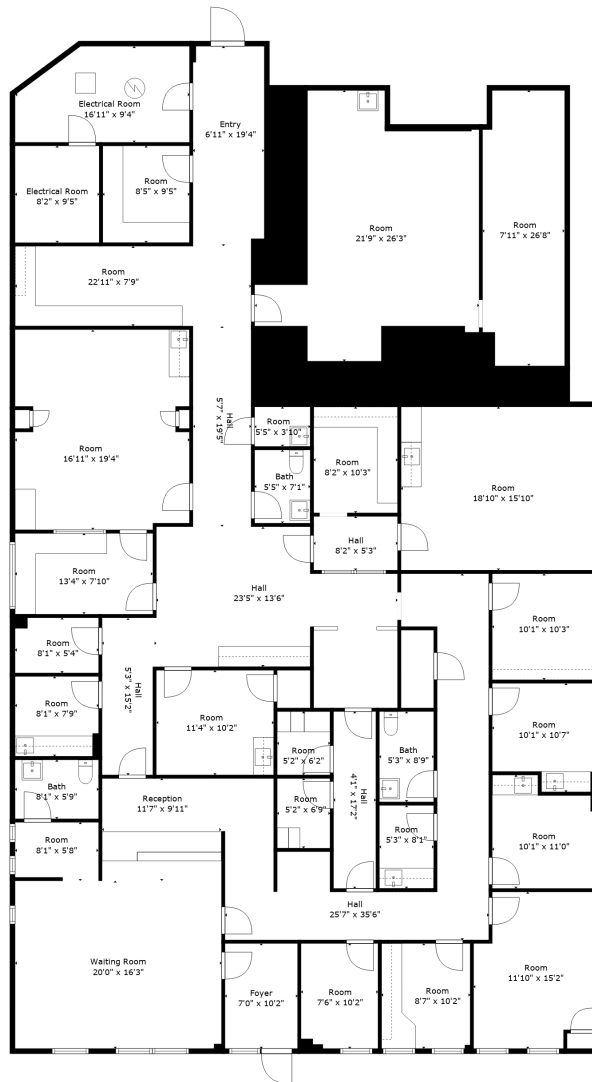 Electrical Room
16'11" x 9'4"
Entry
6'11" x 19'4"
Electrical Room
8'2" x 9'5"
Room
8'5" x 9'5"
Room
21'9" x 26'3"
Room
7'11" x 26'8"
Room
22'11" x 7'9"
Hall
5'7" x 19'5"
Room
5'5" x 3'10"
Room
16'11" x 19'4"
Room
8'2" x 10'3"
Bath
5'5" x 7'1"
Room
18'10" x 15'10"
Hall
8'2" x 5'3"
Room
13'4" x 7'10"
Hall
23'5" x 13'6"
Room
10'1" x 10'3"
Room
8'1" x 5'4"
Hall
5'3" x 15'2"
Room
8'1" x 7'9"
Room
11'4" x 10'2"
Room
10'1" x 10'7"
Room
5'2" x 6'2"
Bath
5'3" x 8'9"
Hall
4'1" x 17'2"
Bath
8'1" x 5'9"
Reception
11'7" x 9'11"
Room
5'2" x 6'9"
Room
5'3" x 8'1"
Room
10'1" x 11'0"
Room
8'1" x 5'8"
Hall
25'7" x 35'6"
Waiting Room
20'0" x 16'3"
Room
11'10" x 15'2"
Foyer
7'0" x 10'2"
Room
7'6" x 10'2"
Room
8'7" x 10'2"